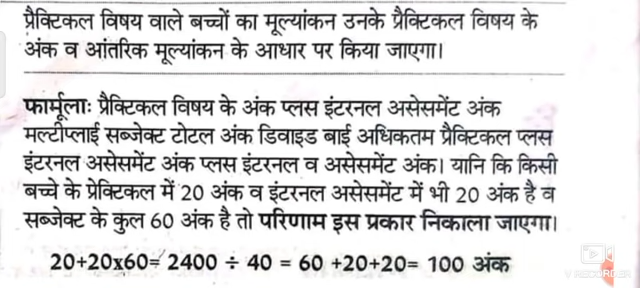 प्रैक्टिकल विषय वाले बच्चों का मूल्यांकन उनके प्रैक्टिकल विषय के
अंक व आंतरिक मूल्यांकन के आधार पर किया जाएगा।
फार्मूलाः प्रैक्टिकल विषय के अंक प्लस इंटरनल असेसमेंट अंक
मल्टीप्लाई सब्जेक्ट टोटल अंक डिवाइड बाई अधिकतम प्रैक्टिकल प्लस
इंटरनल असेसमेंट अंक प्लस इंटरनल व असेसमेंट अंक। यानि कि किसी
बच्चे के प्रेक्टिकल में 20 अंक व इंटरनल असेसमेंट में भी 20 अंक है व
सब्जेक्ट के कुल 60 अंक है तो परिणाम इस प्रकार निकाला जाएगा।
20+20x60= 2400 ÷ 40 = 60 +20+20= 100 अंक
V RECORDER